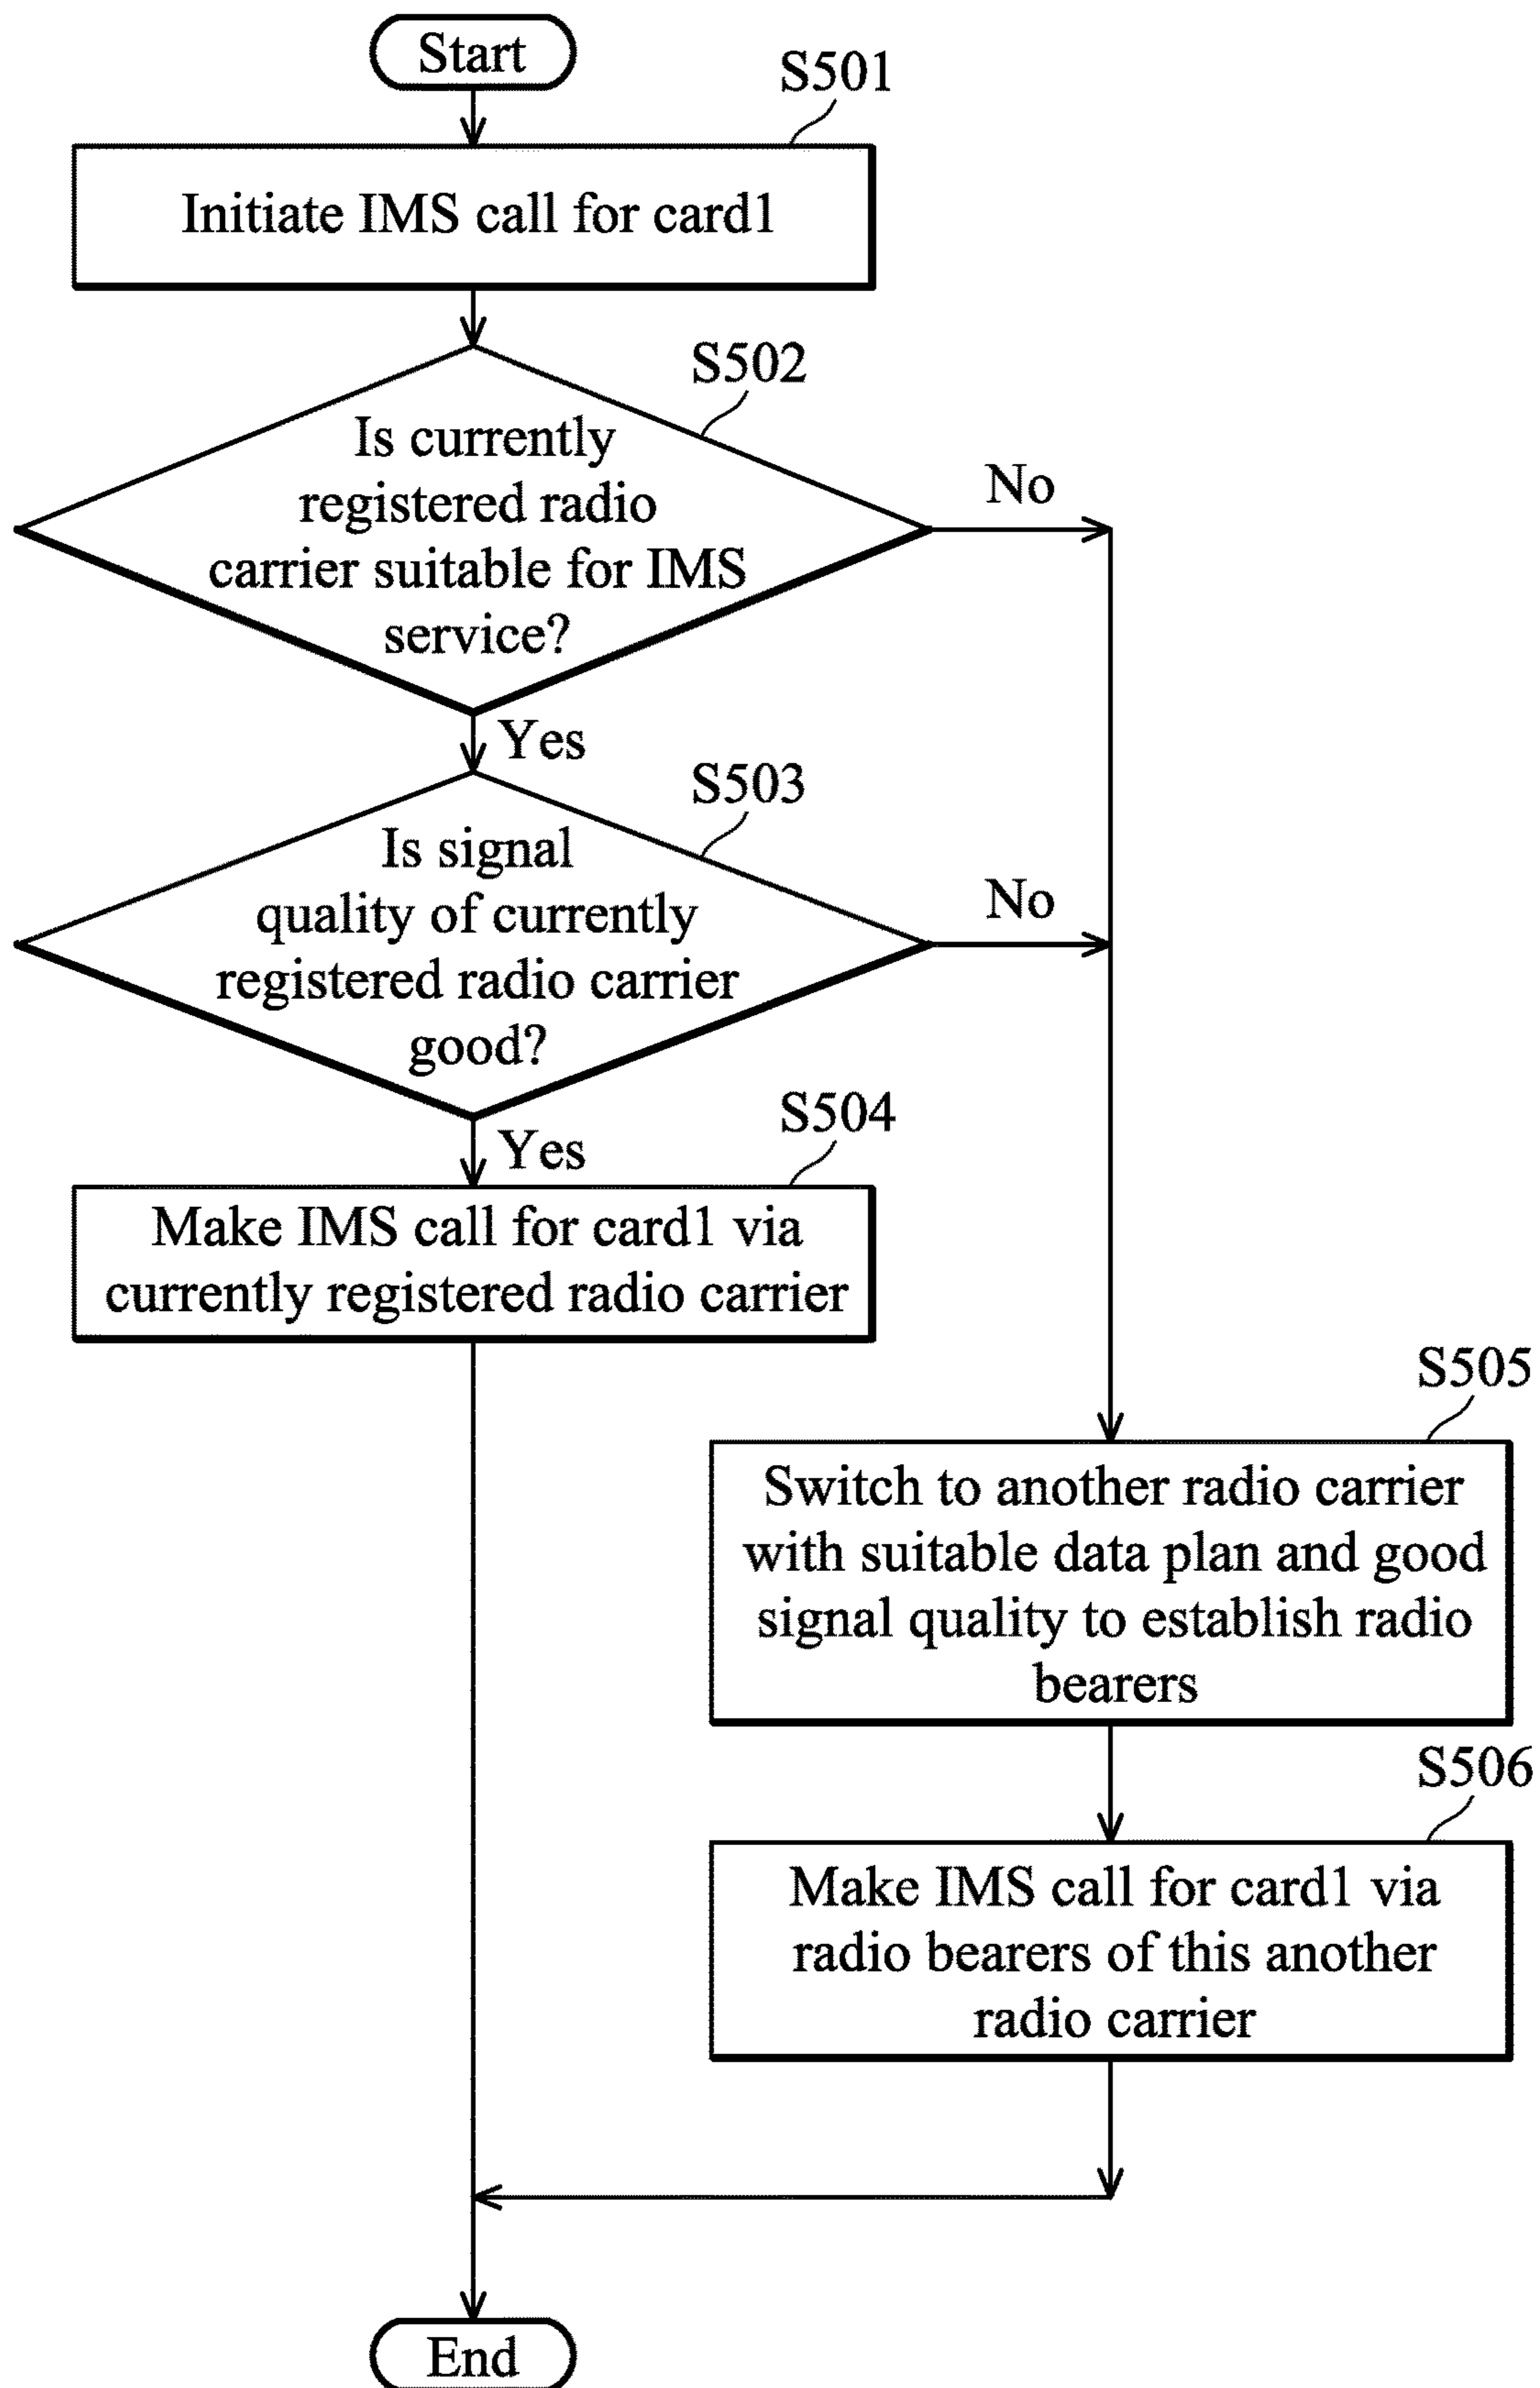 Start
S501
Initiate IMS call for card1
S502
Is currently
registered radio
carrier suitable for IMS
service?
No
Yes
S503
Is signal
quality of currently
registered radio carrier
good?
No
Yes
S504
Make IMS call for card1 via
currently registered radio carrier
S505
Switch to another radio carrier
with suitable data plan and good
signal quality to establish radio
bearers
S506
Make IMS call for card1 via
radio bearers of this another
radio carrier
End